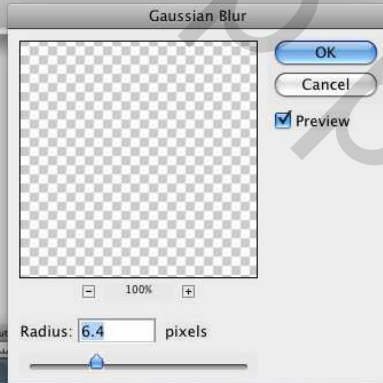 Gaussian Blur
OK
Cancel
Preview
100%
Radius: 6.4 pixels